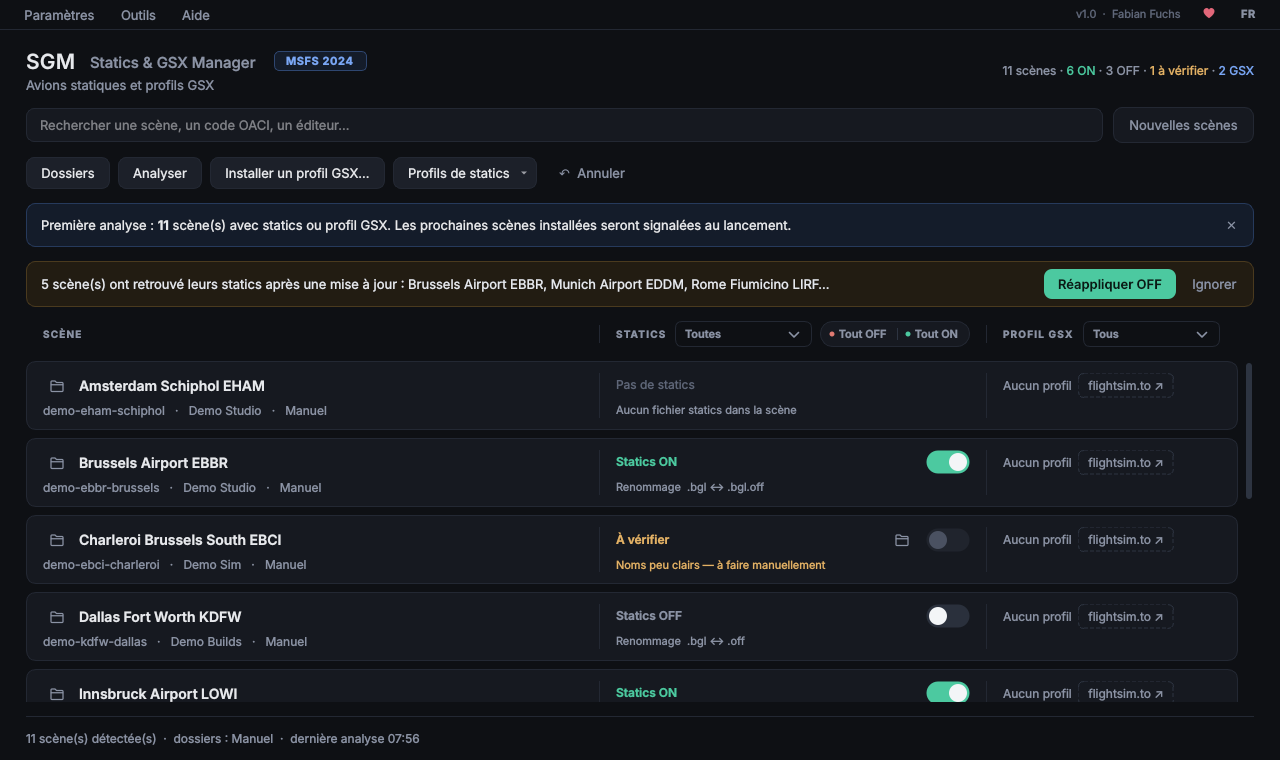 Paramètres Outils Aide v1.0 · Fabian Fuchs FR
SGM Statics & GSX Manager MSFS 2024
Avions statiques et profils GSX
11 scènes · 6 ON · 3 OFF · 1 à vérifier · 2 GSX
Rechercher une scène, un code OACI, un éditeur... Nouvelles scènes
Dossiers Analyser Installer un profil GSX... Profils de statics ↶ Annuler
Première analyse : 11 scène(s) avec statics ou profil GSX. Les prochaines scènes installées seront signalées au lancement. ×
5 scène(s) ont retrouvé leurs statics après une mise à jour : Brussels Airport EBBR, Munich Airport EDDM, Rome Fiumicino LIRF... Réappliquer OFF Ignorer
SCÈNE STATICS Toutes Tout OFF Tout ON PROFIL GSX Tous
Amsterdam Schiphol EHAM Pas de statics Aucun profil flightsim.to ↗
demo-eham-schiphol · Demo Studio · Manuel Aucun fichier statics dans la scène
Brussels Airport EBBR Statics ON Aucun profil flightsim.to ↗
demo-ebbr-brussels · Demo Studio · Manuel Renommage .bgl ↔ .bgl.off
Charleroi Brussels South EBCI À vérifier Aucun profil flightsim.to ↗
demo-ebci-charleroi · Demo Sim · Manuel Noms peu clairs — à faire manuellement
Dallas Fort Worth KDFW Statics OFF Aucun profil flightsim.to ↗
demo-kdfw-dallas · Demo Builds · Manuel Renommage .bgl ↔ .off
Innsbruck Airport LOWI Statics ON Aucun profil flightsim.to ↗
11 scène(s) détectée(s) · dossiers : Manuel · dernière analyse 07:56